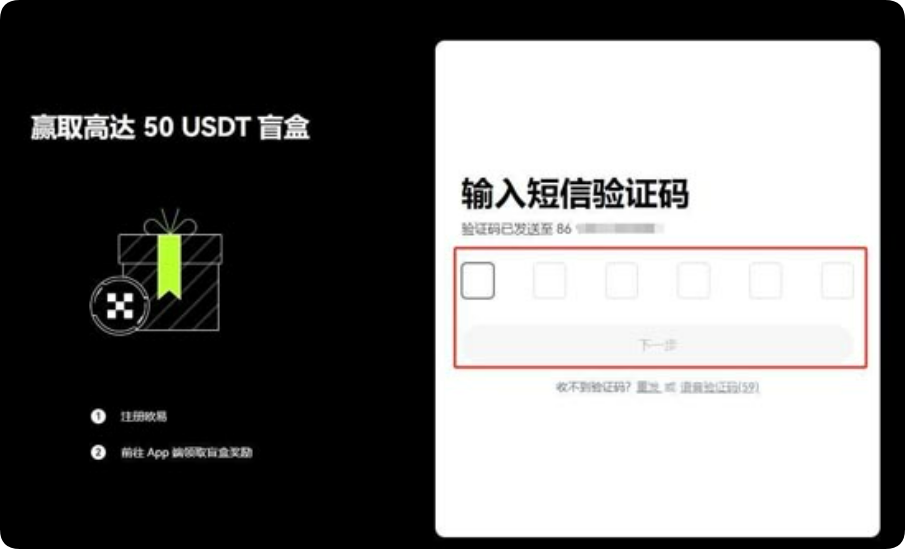 赢取高达 50 USDT 盲盒
1 注册欧易
2 前往 App 端领取盲盒奖励
输入短信验证码
验证码已发送至 86
下一步
收不到验证码? 重发 或 语音验证码(59)